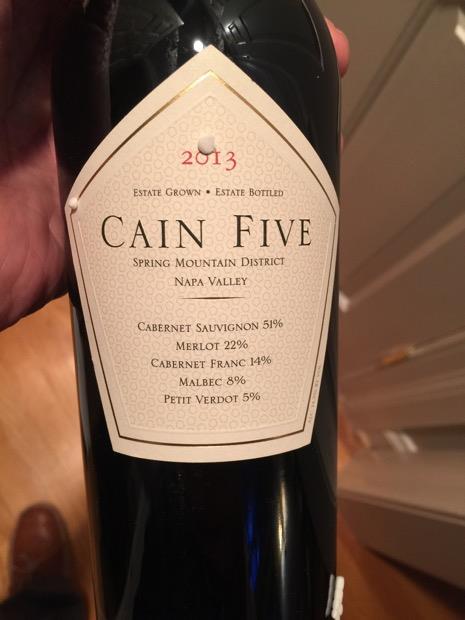 2013
ESTATE GROWN • ESTATE BOTTLED
CAIN FIVE
SPRING MOUNTAIN DISTRICT
NAPA VALLEY
CABERNET SAUVIGNON 51%
MERLOT 22%
CABERNET FRANC 14%
MALBEC 8%
PETIT VERDOT 5%